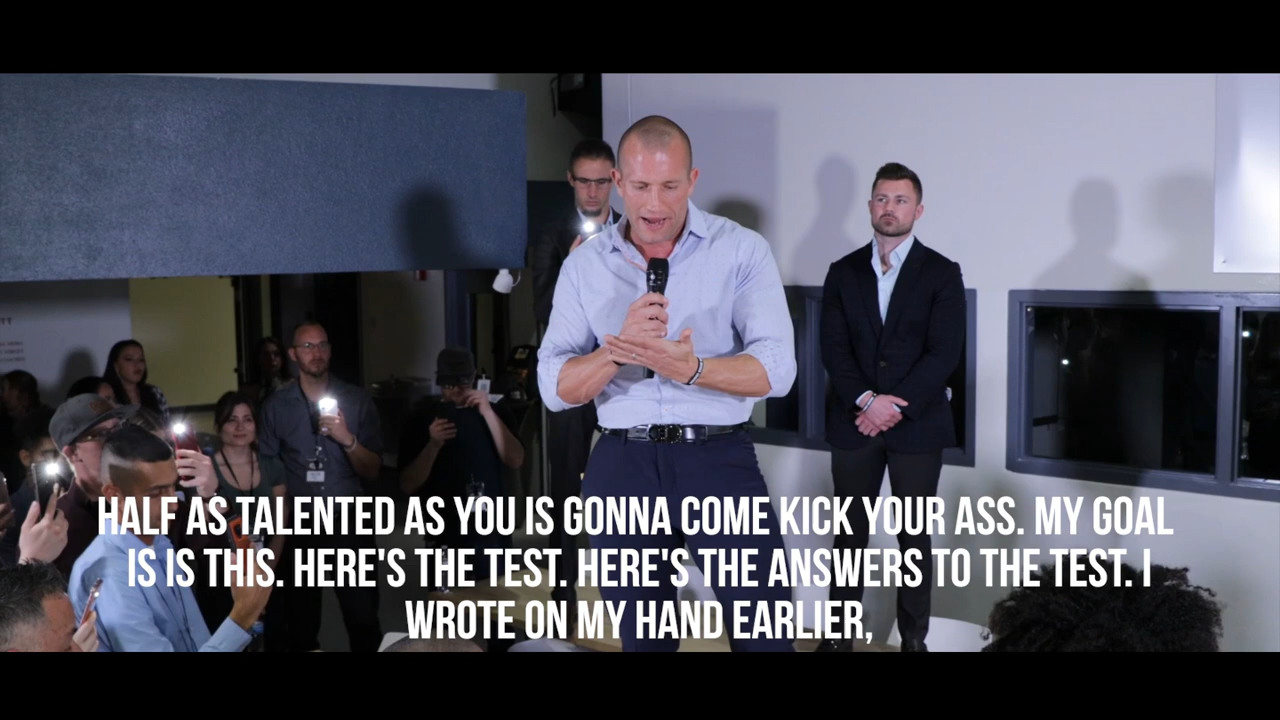 HALF AS TALENTED AS YOU IS GONNA COME KICK YOUR ASS. MY GOAL
IS IS THIS. HERE'S THE TEST. HERE'S THE ANSWERS TO THE TEST. I
WROTE ON MY HAND EARLIER,